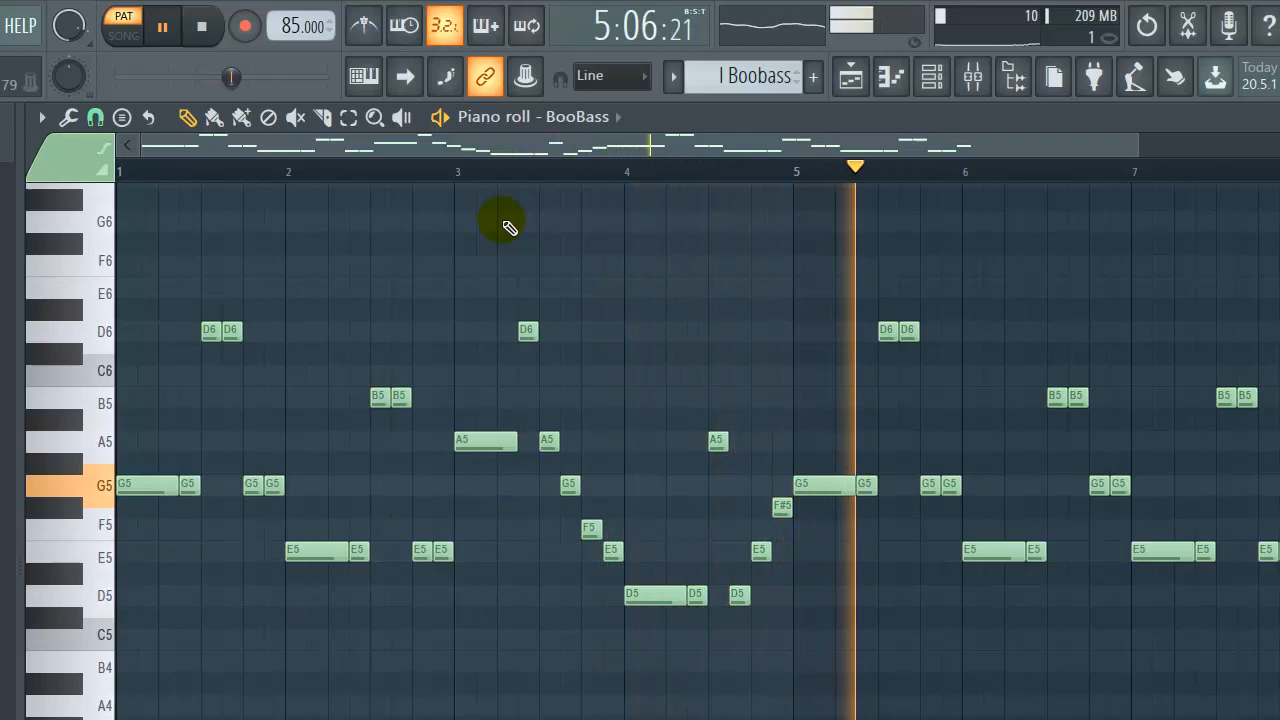 HELP
PAT
SONG
85.000
3.2.
5:06:21
B:S:T
10
209 MB
1
?
79
Line
I Boobass
Today
20.5.1
Piano roll - BooBass
1 2 3 4 5 6 7
G6
F6
E6
D6 D6 D6 D6 D6 D6
C6
B5 B5 B5 B5 B5 B5 B5
A5 A5 A5 A5
G5 G5 G5 G5 G5 G5 G5 G5 G5 G5 G5 G5
F#5
F5 F5
E5 E5 E5 E5 E5 E5 E5 E5 E5 E5 E5
D5 D5 D5 D5
C5
B4
A4